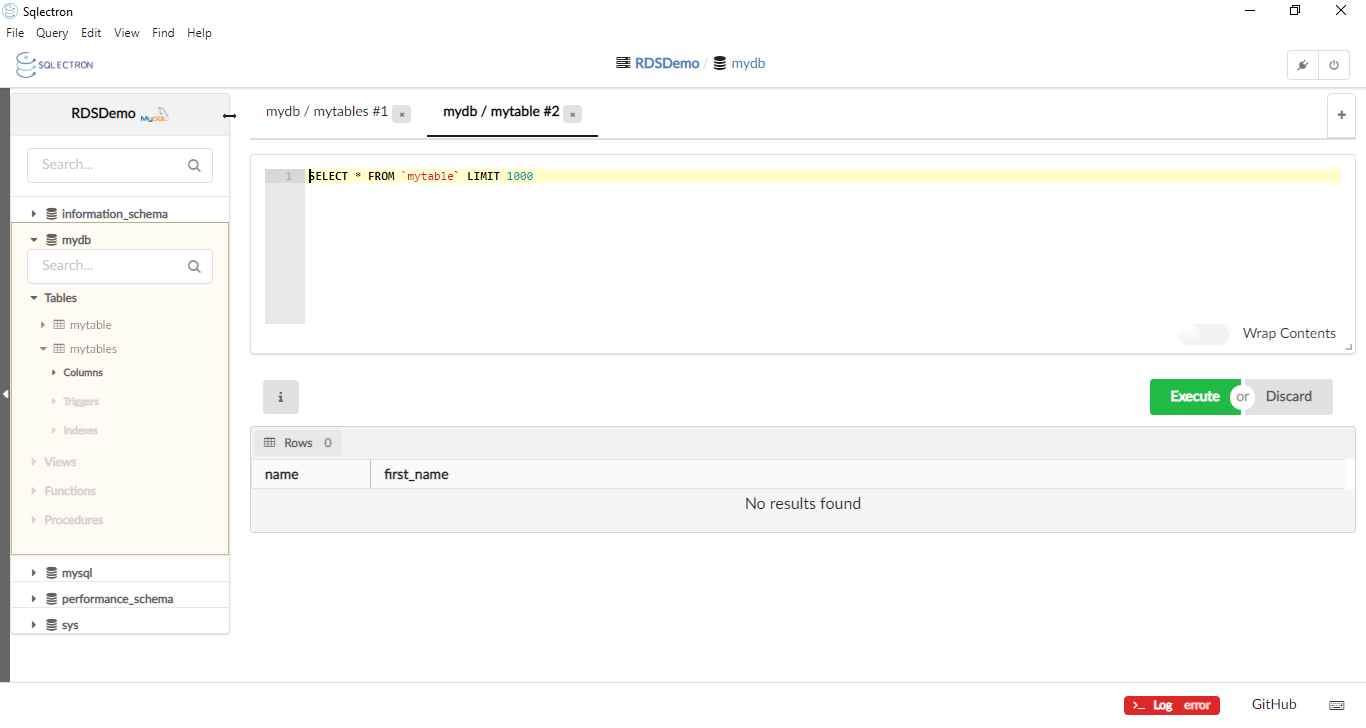 Sqlectron
File Query Edit View Find Help
SQLECTRON
RDSDemo / mydb
RDSDemo MySQL
mydb / mytables #1 ×
mydb / mytable #2 ×
+
Search...
1 SELECT * FROM `mytable` LIMIT 1000
information_schema
mydb
Search...
Tables
mytable
mytables
Columns
Triggers
Indexes
Views
Functions
Procedures
mysql
performance_schema
sys
Wrap Contents
i
Execute or Discard
Rows 0
name first_name
No results found
>_ Log error
GitHub